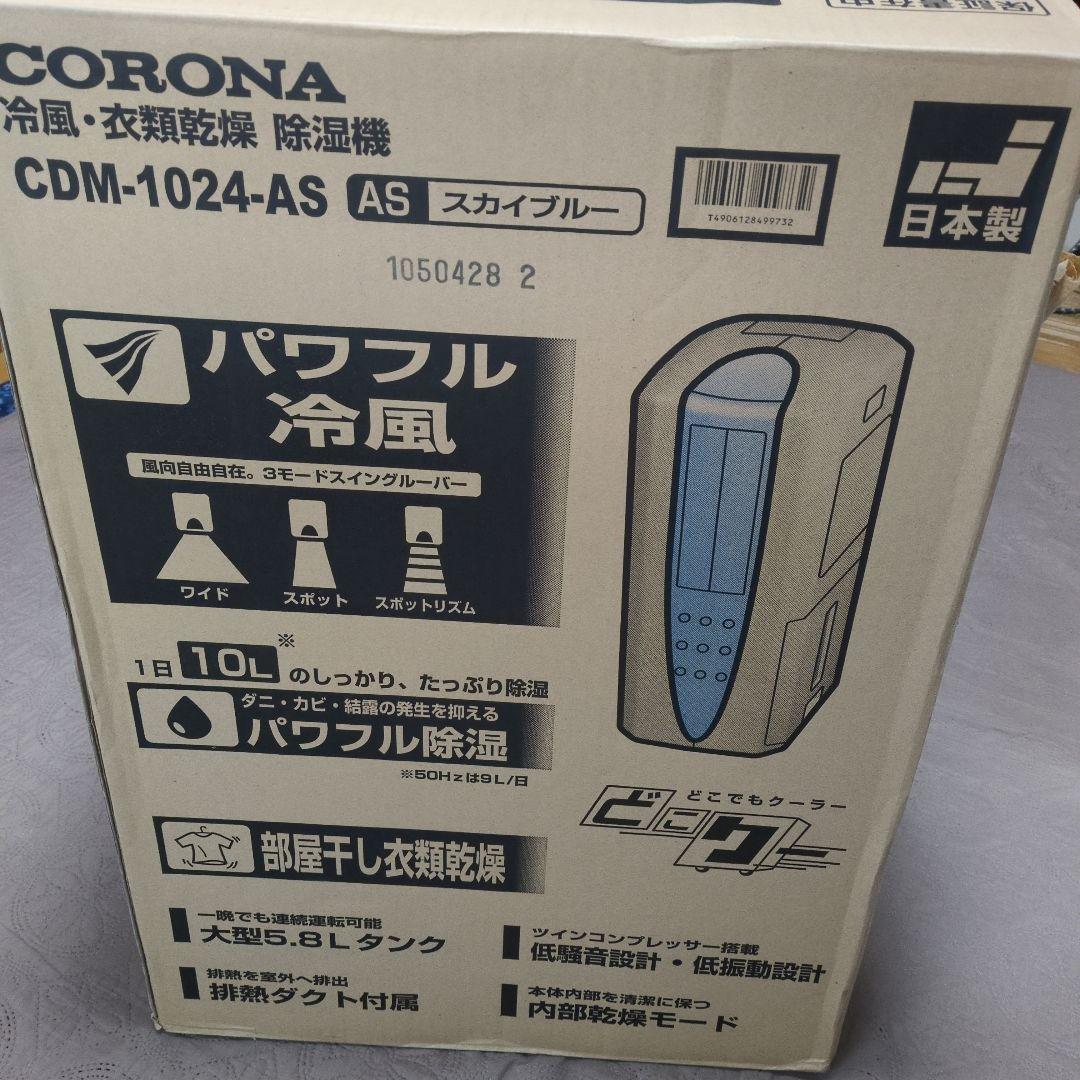 保証書在中
CORONA
冷風・衣類乾燥 除湿機
CDM-1024-AS AS スカイブルー
T4906128499732
日本製
1050428 2
パワフル
冷風
風向自由自在。3モードスイングルーバー
ワイド スポット スポットリズム
1日 10L※ のしっかり、たっぷり除湿
ダニ・カビ・結露の発生を抑える
パワフル除湿
※50Hzは9L/日
どこでもクーラー
どこクー
部屋干し衣類乾燥
一晩でも連続運転可能
大型5.8Lタンク
ツインコンプレッサー搭載
低騒音設計・低振動設計
排熱を室外へ排出
排熱ダクト付属
本体内部を清潔に保つ
内部乾燥モード